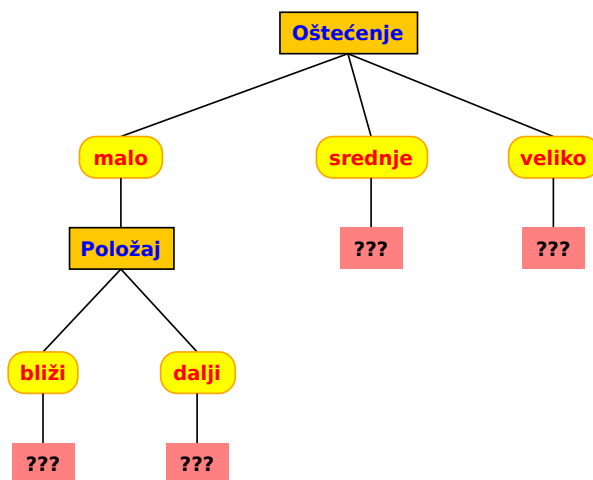 Oštećenje
malo
srednje
veliko
Položaj
???
???
bliži
dalji
???
???